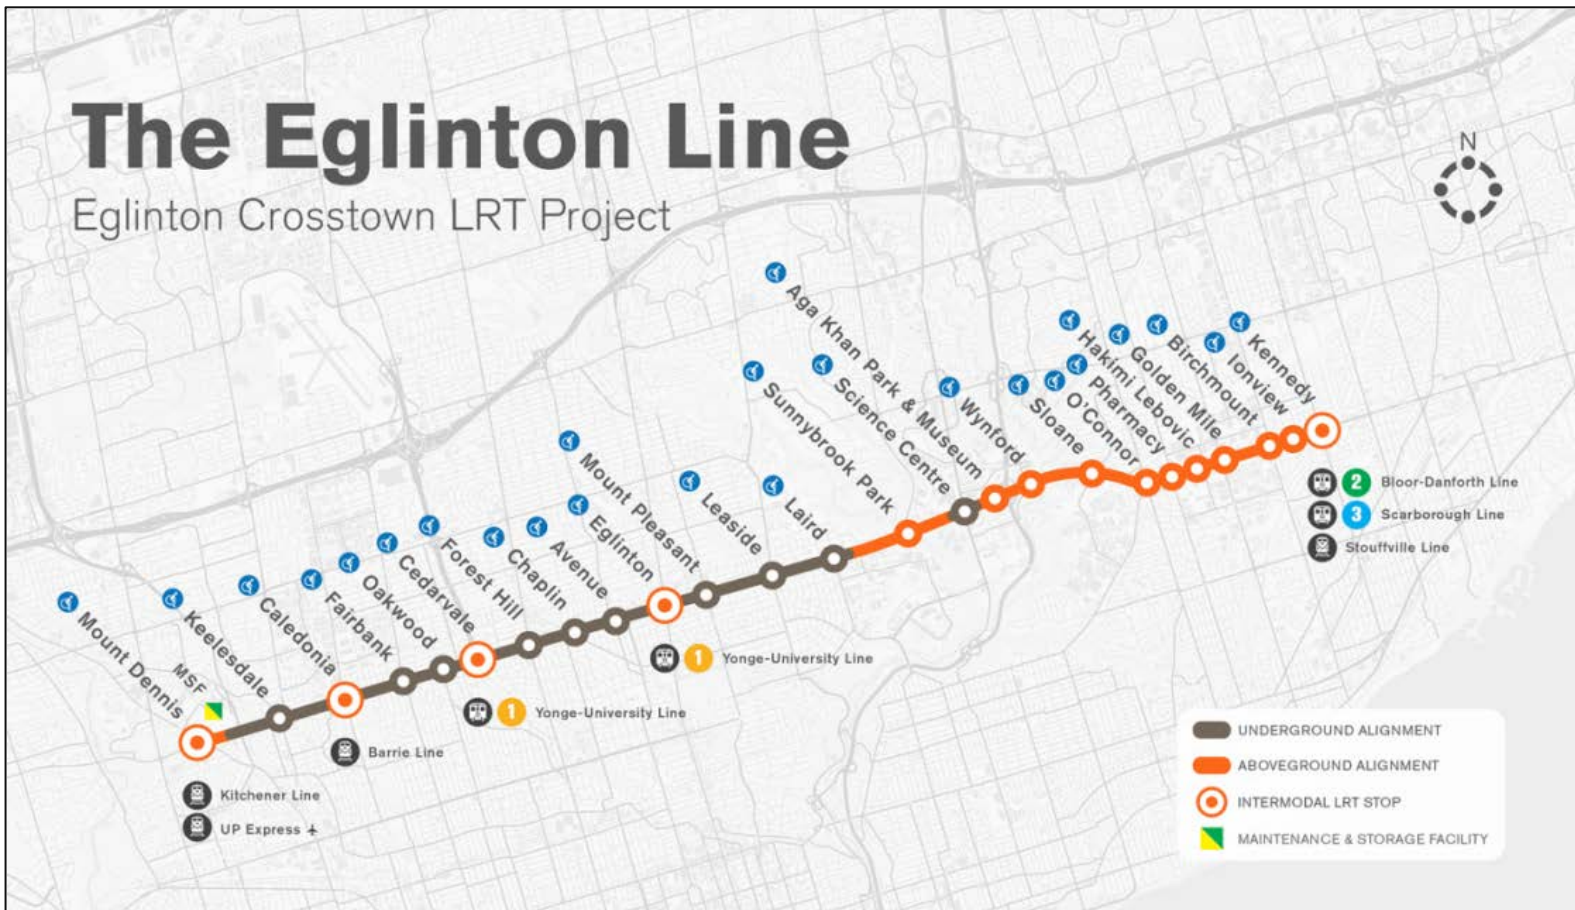 The Eglinton Line
Eglinton Crosstown LRT Project
N
Mount Dennis
MSF
Keelesdale
Caledonia
Fairbank
Oakwood
Cedarvale
Forest Hill
Chaplin
Avenue
Eglinton
Mount Pleasant
Leaside
Laird
Sunnybrook Park
Science Centre
Aga Khan Park & Museum
Wynford
Sloane
O'Connor
Pharmacy
Hakimi Lebovic
Golden Mile
Birchmount
Ionview
Kennedy
2 Bloor-Danforth Line
3 Scarborough Line
Stouffville Line
1 Yonge-University Line
1 Yonge-University Line
Barrie Line
Kitchener Line
UP Express
UNDERGROUND ALIGNMENT
ABOVEGROUND ALIGNMENT
INTERMODAL LRT STOP
MAINTENANCE & STORAGE FACILITY